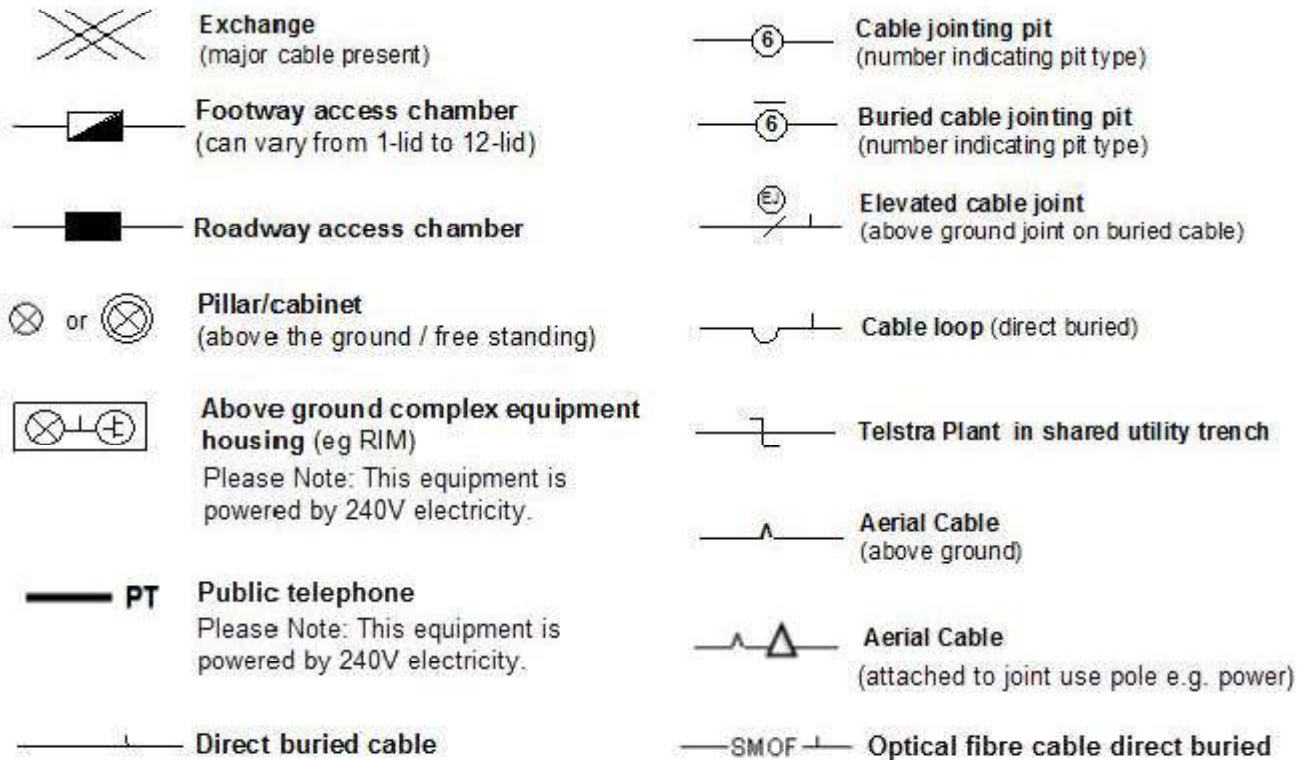 Exchange
(major cable present)
Footway access chamber
(can vary from 1-lid to 12-lid)
Roadway access chamber
or
Pillar/cabinet
(above the ground / free standing)
Above ground complex equipment
housing (eg RIM)
Please Note: This equipment is
powered by 240V electricity.
PT
Public telephone
Please Note: This equipment is
powered by 240V electricity.
Direct buried cable
6
Cable jointing pit
(number indicating pit type)
6
Buried cable jointing pit
(number indicating pit type)
EJ
Elevated cable joint
(above ground joint on buried cable)
Cable loop (direct buried)
Telstra Plant in shared utility trench
Aerial Cable
(above ground)
Aerial Cable
(attached to joint use pole e.g. power)
SMOF
Optical fibre cable direct buried